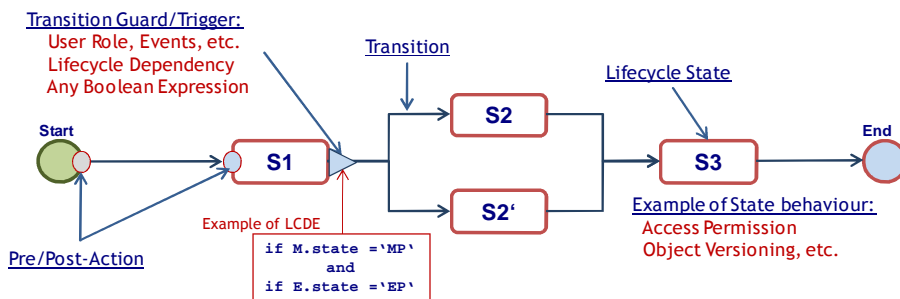 Transition Guard/Trigger:
User Role, Events, etc.
Lifecycle Dependency
Any Boolean Expression
Transition
Lifecycle State
Start
S1
S2
S2‘
S3
End
Example of LCDE
if M.state =‘MP‘
and
if E.state =‘EP‘
Pre/Post-Action
Example of State behaviour:
Access Permission
Object Versioning, etc.